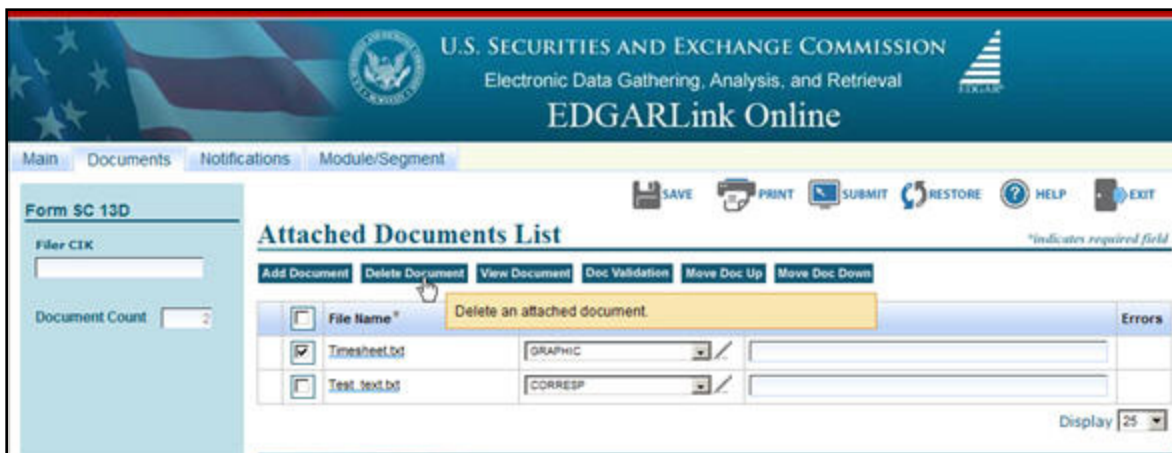 U.S. SECURITIES AND EXCHANGE COMMISSION
Electronic Data Gathering, Analysis, and Retrieval
EDGAR
EDGARLink Online
Main Documents Notifications Module/Segment
SAVE PRINT SUBMIT RESTORE HELP EXIT
Form SC 13D
Attached Documents List
*indicates required field
Filer CIK
Add Document Delete Document View Document Doc Validation Move Doc Up Move Doc Down
Delete an attached document.
Document Count 2
File Name* Errors
Timesheet.txt GRAPHIC
Test_text.txt CORRESP
Display 25